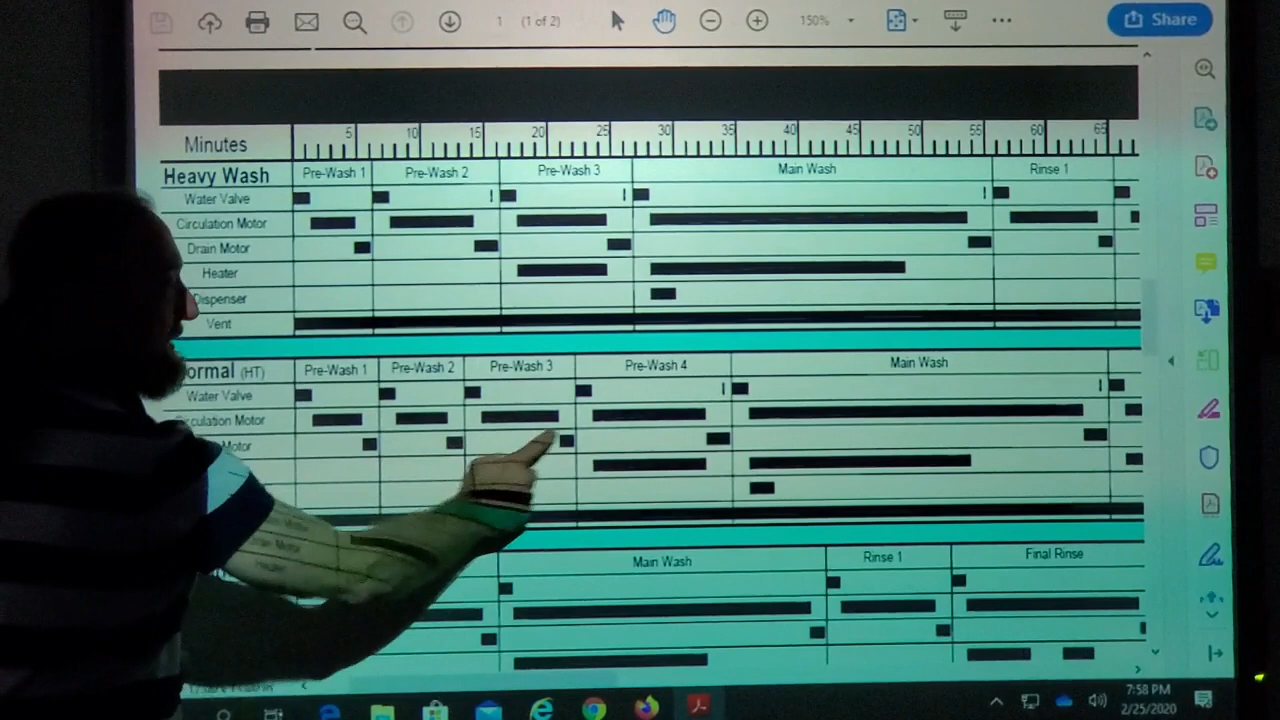 1 (1 of 2) 150% Share
5 10 15 20 25 30 35 40 45 50 55 60 65
Minutes
Heavy Wash Pre-Wash 1 Pre-Wash 2 Pre-Wash 3 Main Wash Rinse 1
Water Valve
Circulation Motor
Drain Motor
Heater
Dispenser
Vent
ormal (HT) Pre-Wash 1 Pre-Wash 2 Pre-Wash 3 Pre-Wash 4 Main Wash
Water Valve
Circulation Motor
Motor
Main Wash Rinse 1 Final Rinse
7:58 PM
2/25/2020